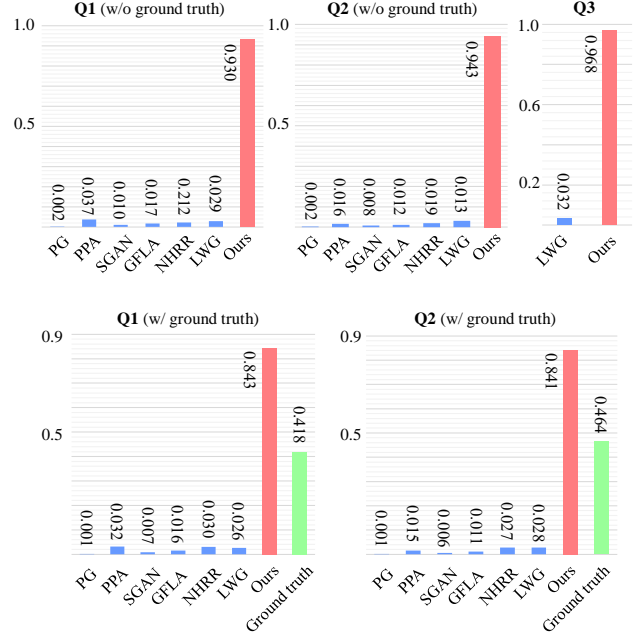 Q1 (w/o ground truth)
1.0
0.5
0.002
0.037
0.010
0.017
0.212
0.029
0.930
PG
PPA
SGAN
GFLA
NHRR
LWG
Ours
Q2 (w/o ground truth)
1.0
0.5
0.002
0.016
0.008
0.012
0.019
0.013
0.943
PG
PPA
SGAN
GFLA
NHRR
LWG
Ours
Q3
1.0
0.6
0.2
0.032
0.968
LWG
Ours
Q1 (w/ ground truth)
0.9
0.5
0.001
0.032
0.007
0.016
0.030
0.026
0.843
0.418
PG
PPA
SGAN
GFLA
NHRR
LWG
Ours
Ground truth
Q2 (w/ ground truth)
0.9
0.5
0.001
0.015
0.006
0.011
0.027
0.028
0.841
0.464
PG
PPA
SGAN
GFLA
NHRR
LWG
Ours
Ground truth